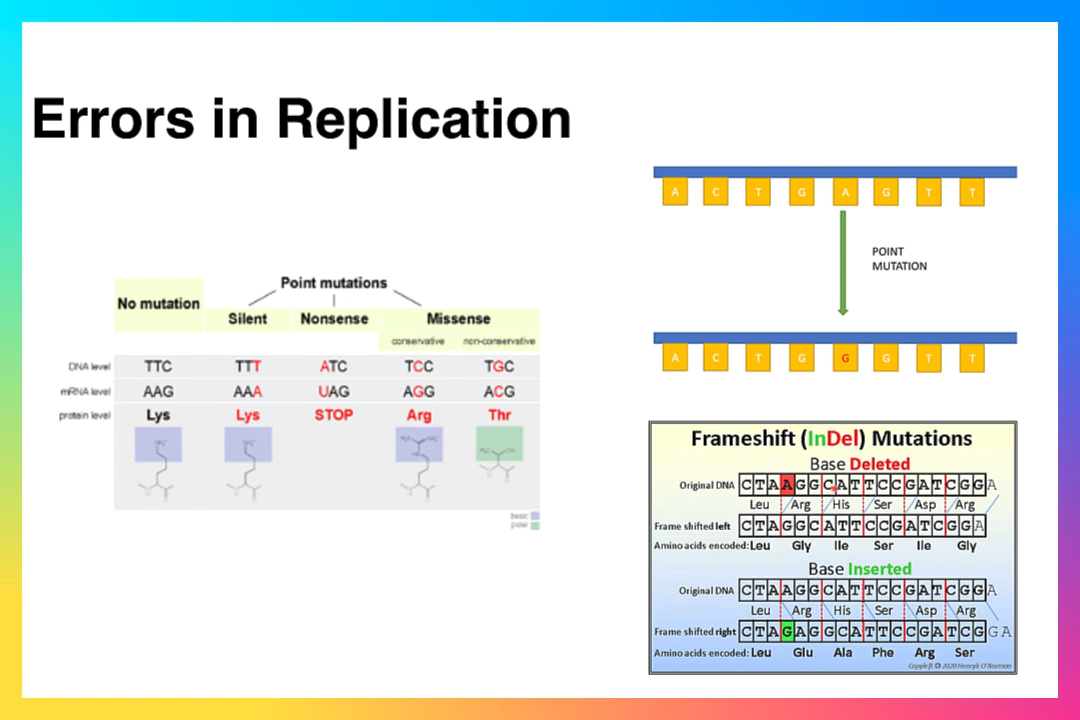 Errors in Replication
Point mutations
No mutation
Silent
Nonsense
Missense
conservative
non-conservative
DNA level TTC TTT ATC TCC TGC
mRNA level AAG AAA UAG AGG ACG
protein level Lys Lys STOP Arg Thr
basic
polar
A C T G A G T T
POINT
MUTATION
A C T G G G T T
Frameshift (InDel) Mutations
Base Deleted
Original DNA CTAAGGCATTCCGATCGGA
Leu Arg His Ser Asp Arg
Frame shifted left CTAGGCATTCCGATCGGA
Amino acids encoded: Leu Gly Ile Ser Ile Gly
Base Inserted
Original DNA CTAAGGCATTCCGATCGGA
Leu Arg His Ser Asp Arg
Frame shifted right CTAGAGGCATTCCGATCGGA
Amino acids encoded: Leu Glu Ala Phe Arg Ser
Copyleft 2020 Henryk O'Norman